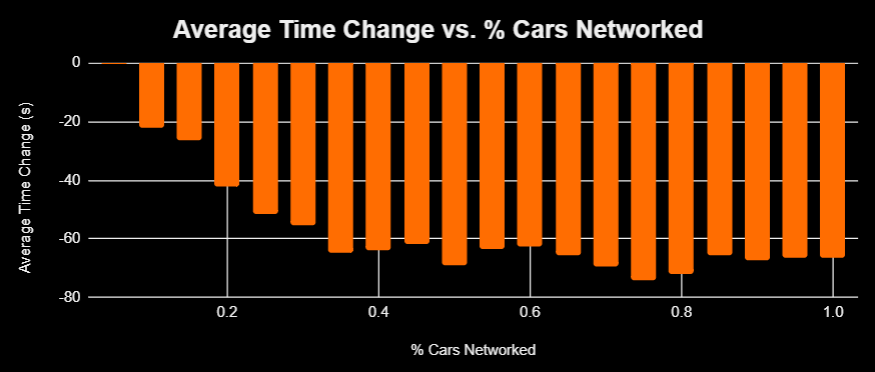 Average Time Change vs. % Cars Networked
Average Time Change (s)
0
-20
-40
-60
-80
0.2 0.4 0.6 0.8 1.0
% Cars Networked